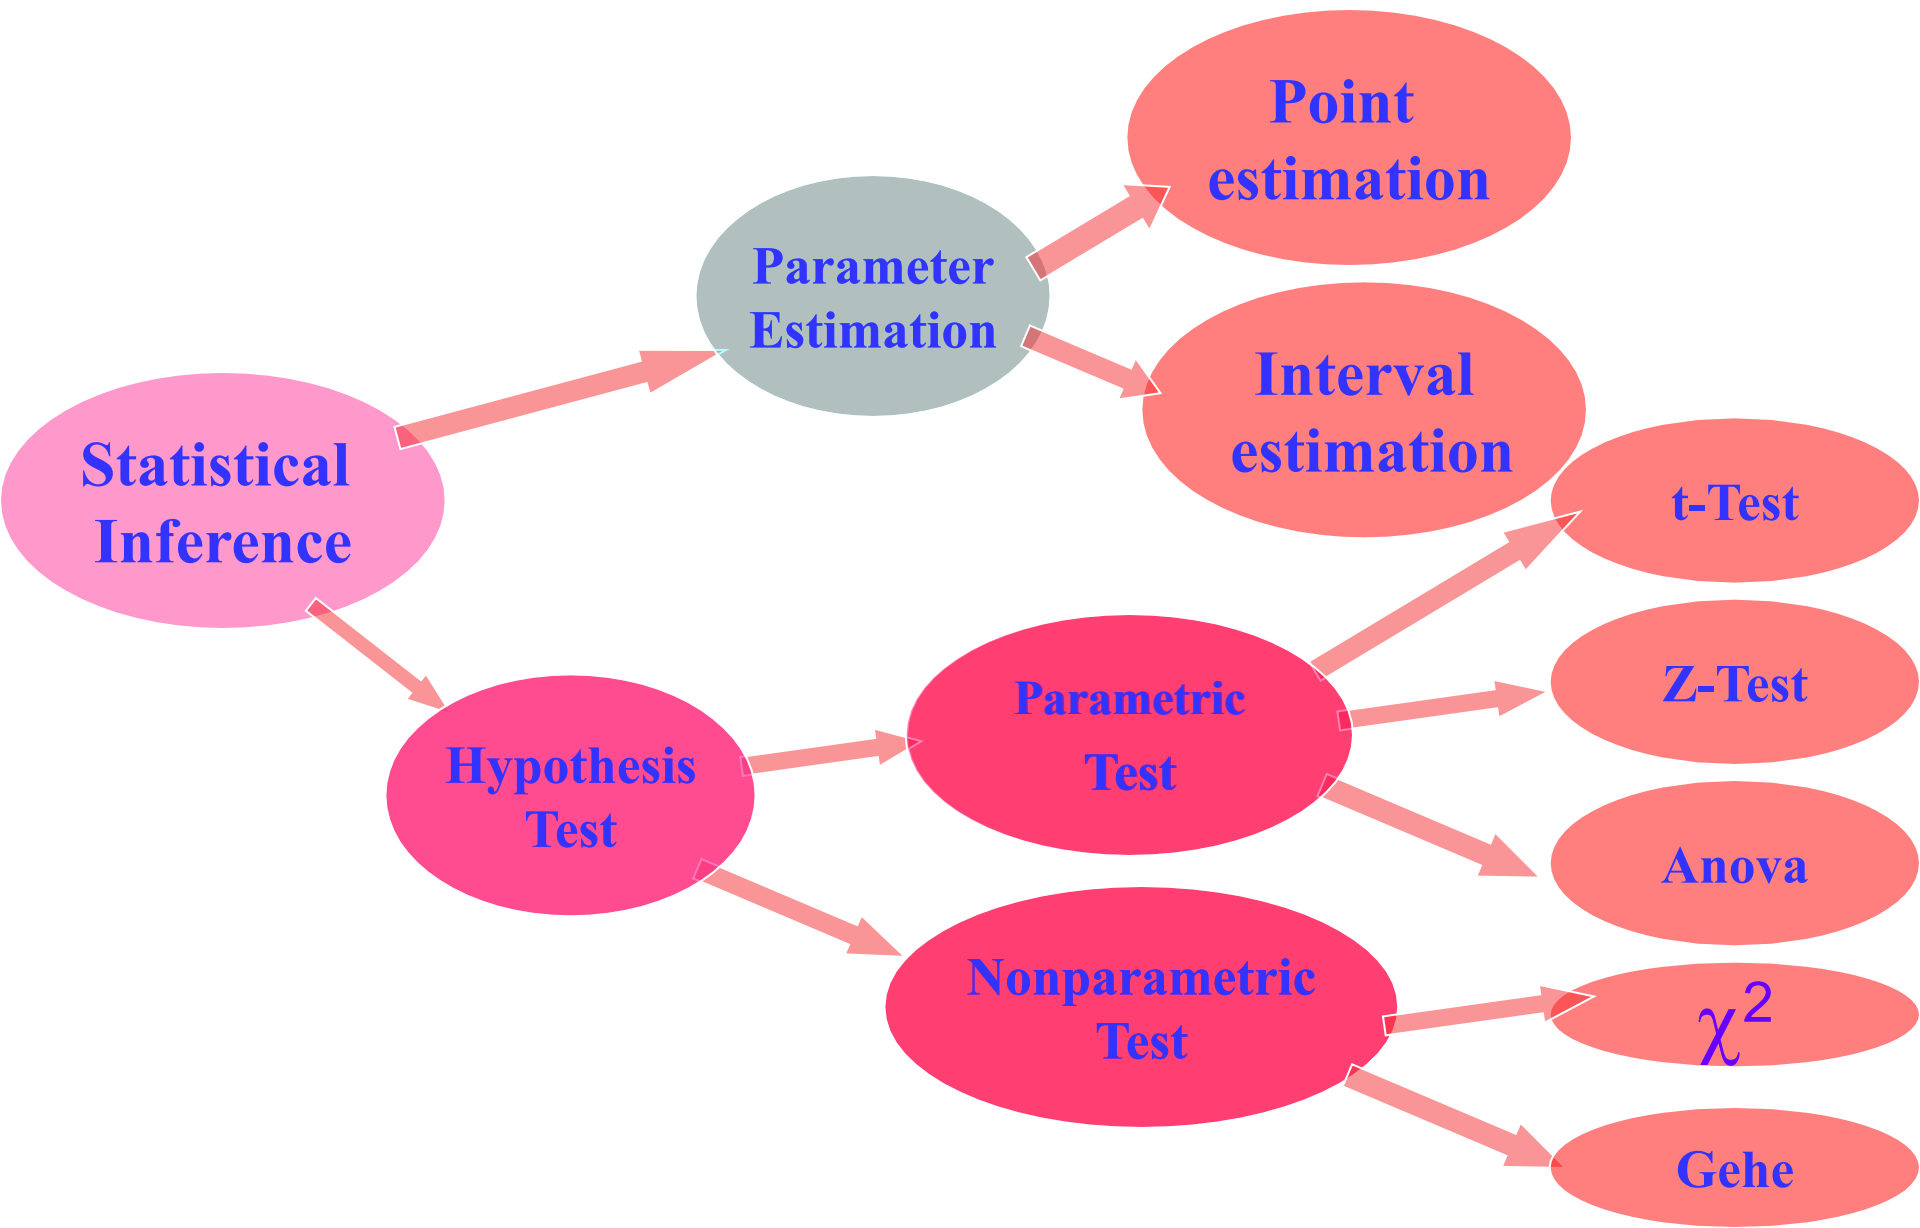 Point
estimation
Parameter
Estimation
Interval
estimation
Statistical
Inference
t-Test
Z-Test
Parametric
Test
Hypothesis
Test
Anova
Nonparametric
Test
χ²
Gehe